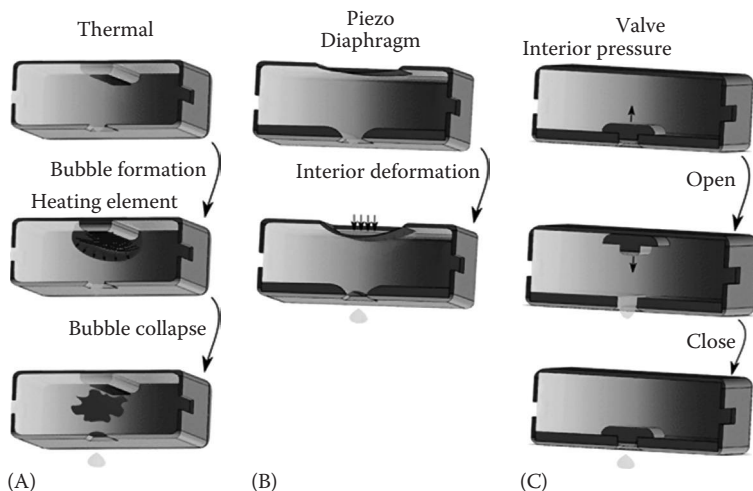 Thermal
Bubble formation
Heating element
Bubble collapse
(A)
Piezo
Diaphragm
Interior deformation
(B)
Valve
Interior pressure
Open
Close
(C)